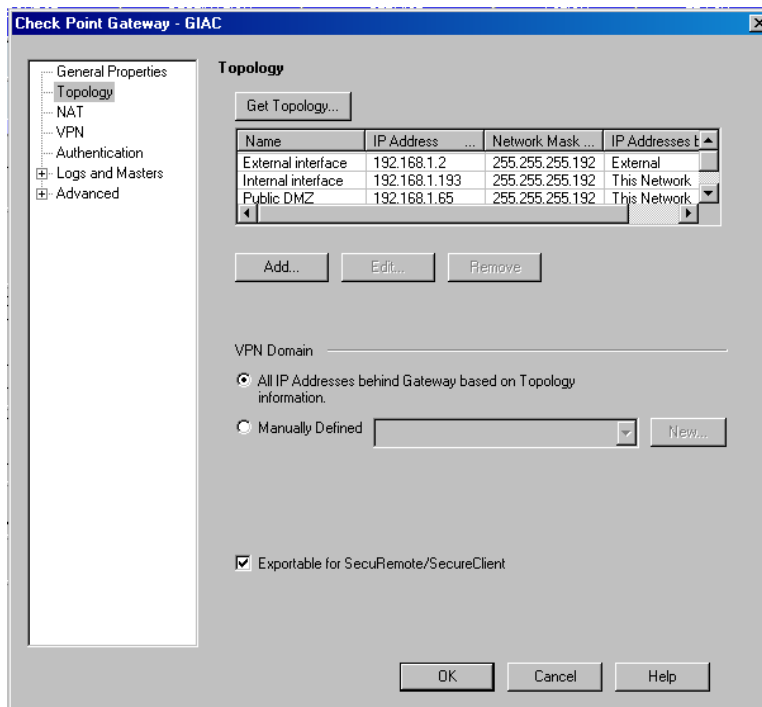 Check Point Gateway - GIAC
General Properties
Topology
NAT
VPN
Authentication
Logs and Masters
Advanced
Topology
Get Topology...
Name IP Address ... Network Mask ... IP Addresses b
External interface 192.168.1.2 255.255.255.192 External
Internal interface 192.168.1.193 255.255.255.192 This Network
Public DMZ 192.168.1.65 255.255.255.192 This Network
Add... Edit... Remove
VPN Domain
All IP Addresses behind Gateway based on Topology
information.
Manually Defined New...
Exportable for SecuRemote/SecureClient
OK Cancel Help